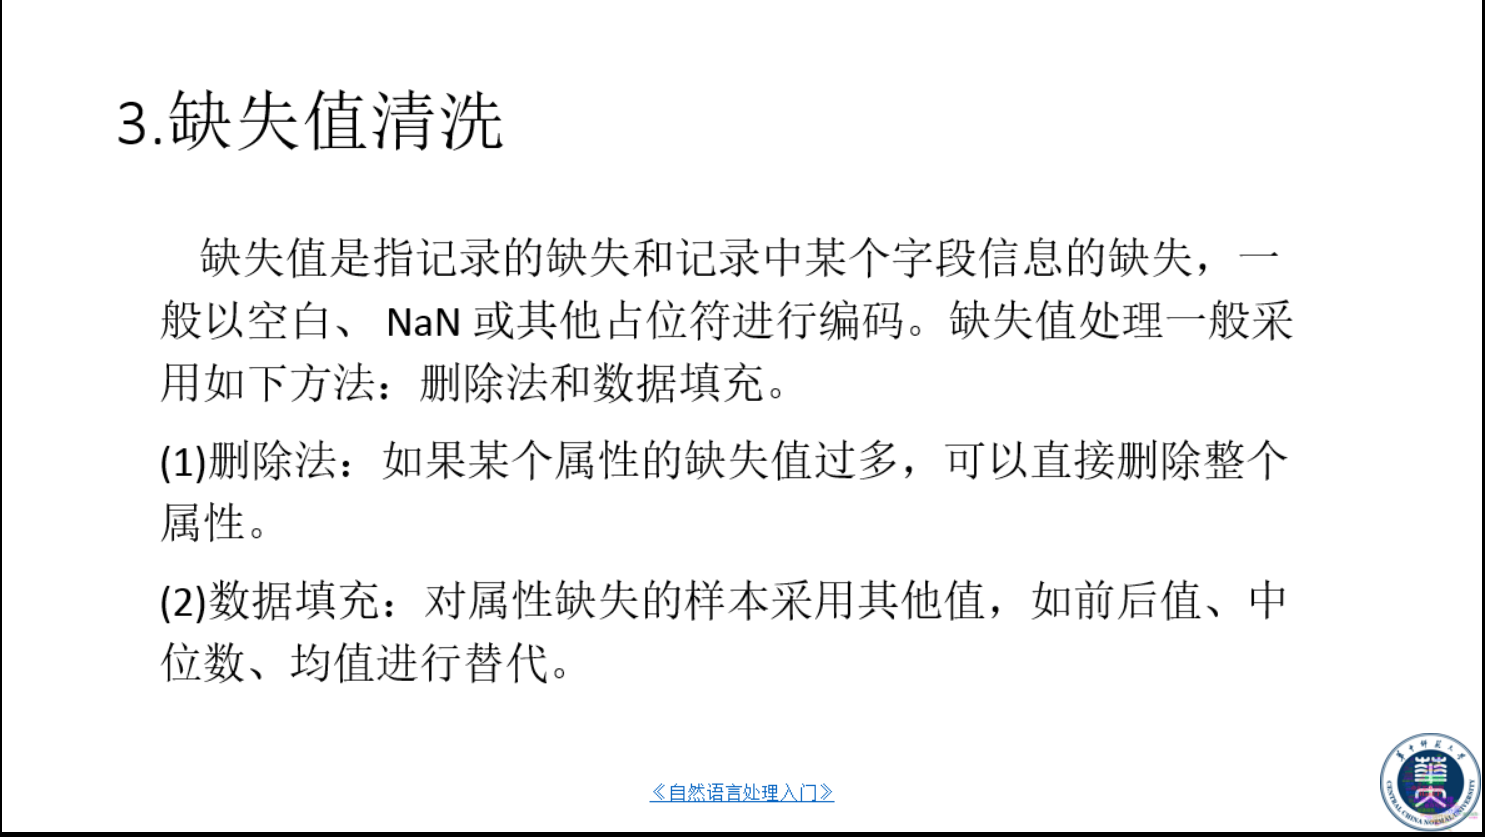 3.缺失值清洗
缺失值是指记录的缺失和记录中某个字段信息的缺失，一
般以空白、 NaN 或其他占位符进行编码。缺失值处理一般采
用如下方法：删除法和数据填充。
(1)删除法：如果某个属性的缺失值过多，可以直接删除整个
属性。
(2)数据填充：对属性缺失的样本采用其他值，如前后值、中
位数、均值进行替代。
《自然语言处理入门》
华中师范大学
CENTRAL CHINA NORMAL UNIVERSITY